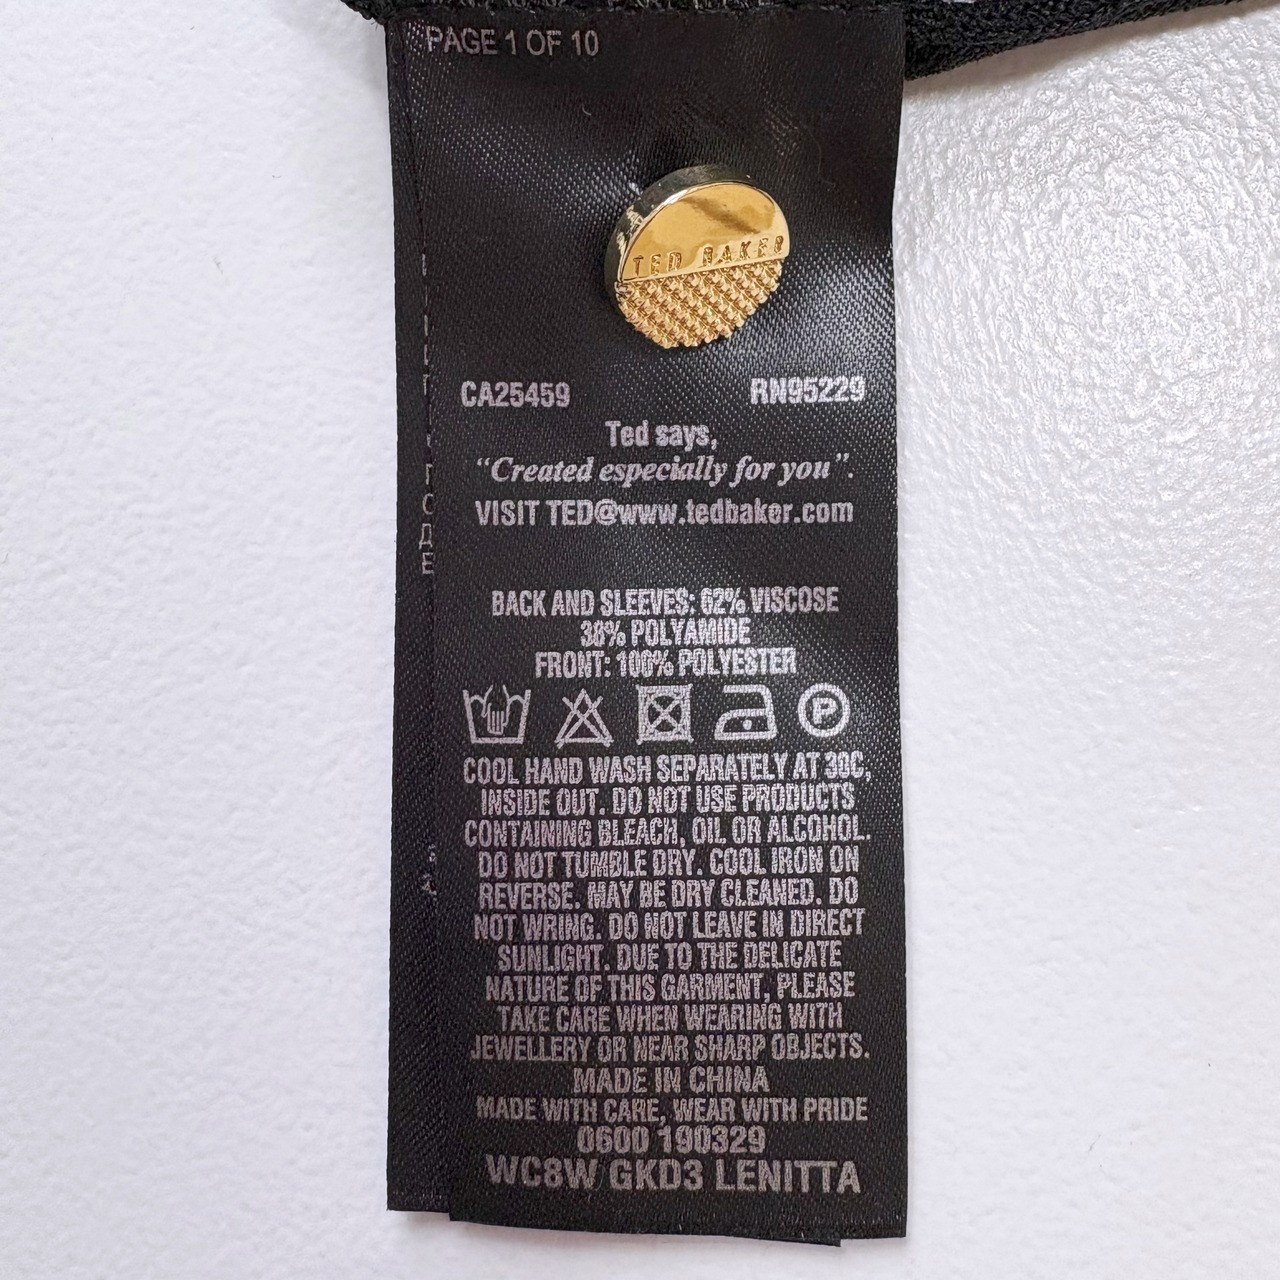 PAGE 1 OF 10
TED BAKER
CA25459 RN95229
Ted says,
“Created especially for you”.
VISIT TED@www.tedbaker.com
BACK AND SLEEVES: 62% VISCOSE
38% POLYAMIDE
FRONT: 100% POLYESTER
P
COOL HAND WASH SEPARATELY AT 30C,
INSIDE OUT. DO NOT USE PRODUCTS
CONTAINING BLEACH, OIL OR ALCOHOL.
DO NOT TUMBLE DRY. COOL IRON ON
REVERSE. MAY BE DRY CLEANED. DO
NOT WRING. DO NOT LEAVE IN DIRECT
SUNLIGHT. DUE TO THE DELICATE
NATURE OF THIS GARMENT, PLEASE
TAKE CARE WHEN WEARING WITH
JEWELLERY OR NEAR SHARP OBJECTS.
MADE IN CHINA
MADE WITH CARE, WEAR WITH PRIDE
0600 190329
WC8W GKD3 LENITTA